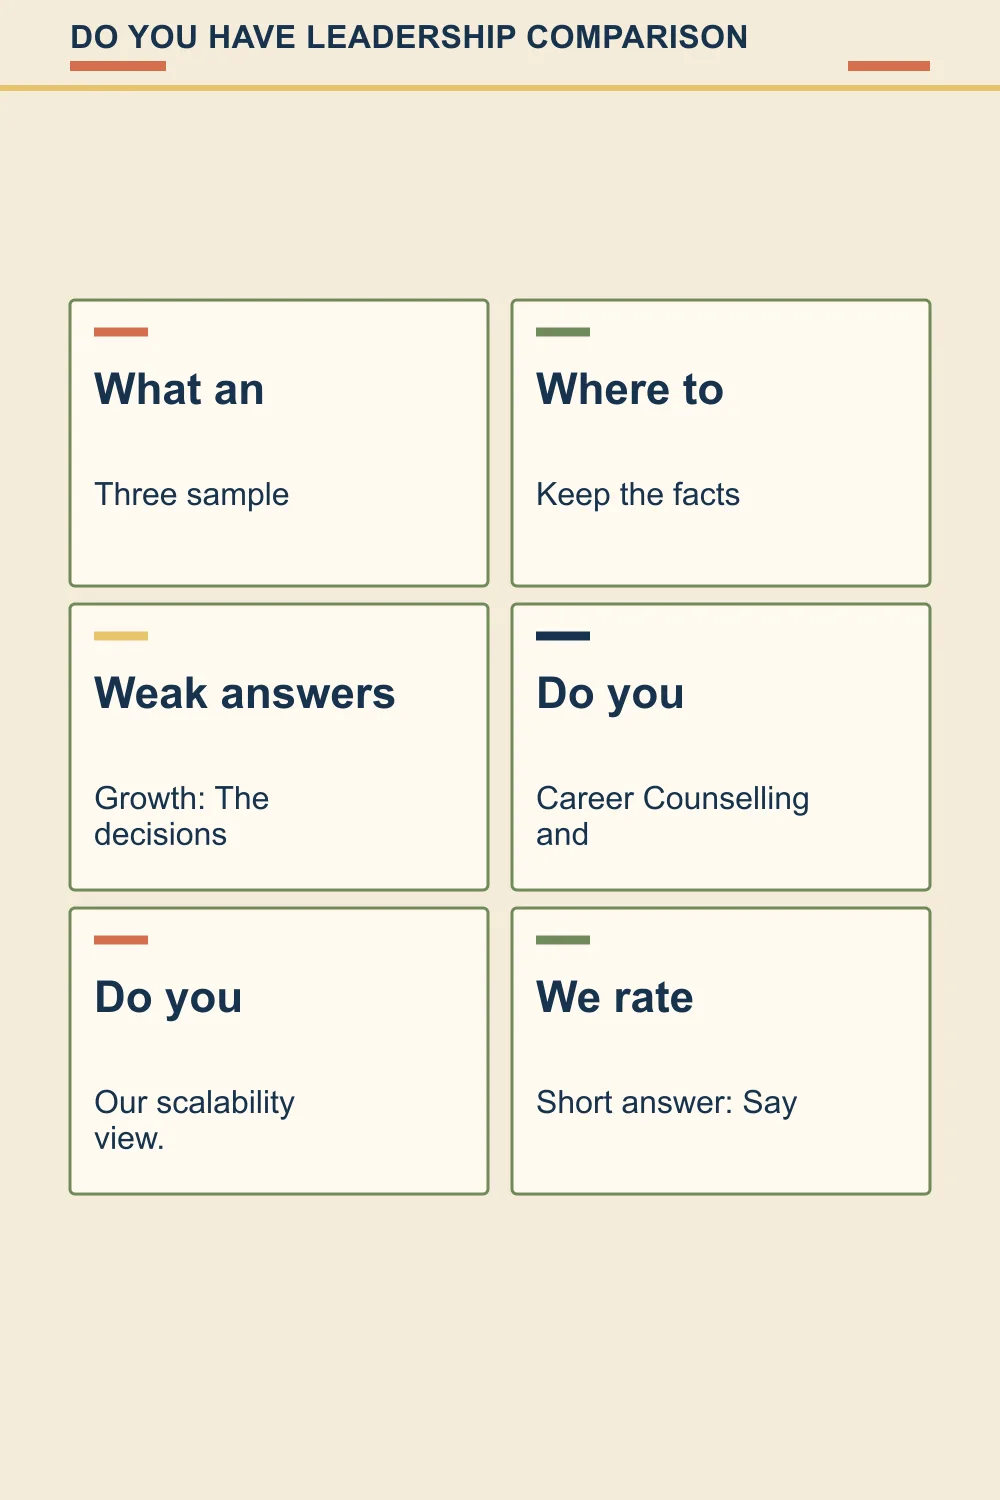 DO YOU HAVE LEADERSHIP COMPARISON
What an
Three sample
Where to
Keep the facts
Weak answers
Growth: The
decisions
Do you
Career Counselling
and
Do you
Our scalability
view.
We rate
Short answer: Say